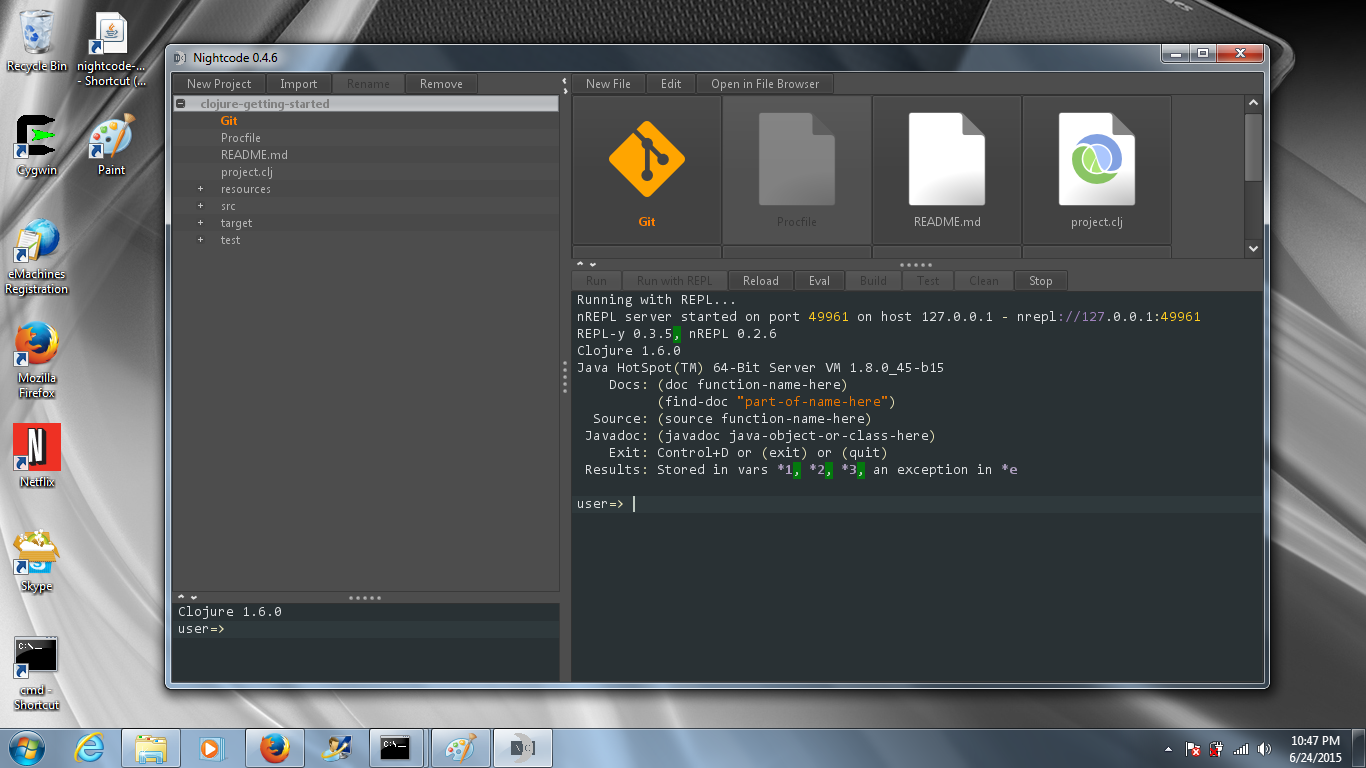 Recycle Bin
nightcode-...
- Shortcut (...
Cygwin
Paint
eMachines
Registration
Mozilla
Firefox
N
Netflix
Skype
C:\_
cmd -
Shortcut
Nightcode 0.4.6
New Project Import Rename Remove
clojure-getting-started
Git
Procfile
README.md
project.clj
+ resources
+ src
+ target
+ test
Clojure 1.6.0
user=>
New File Edit Open in File Browser
Git Procfile README.md project.clj
Run Run with REPL Reload Eval Build Test Clean Stop
Running with REPL...
nREPL server started on port 49961 on host 127.0.0.1 - nrepl://127.0.0.1:49961
REPL-y 0.3.5, nREPL 0.2.6
Clojure 1.6.0
Java HotSpot(TM) 64-Bit Server VM 1.8.0_45-b15
Docs: (doc function-name-here)
(find-doc "part-of-name-here")
Source: (source function-name-here)
Javadoc: (javadoc java-object-or-class-here)
Exit: Control+D or (exit) or (quit)
Results: Stored in vars *1, *2, *3, an exception in *e
user=>
10:47 PM
6/24/2015